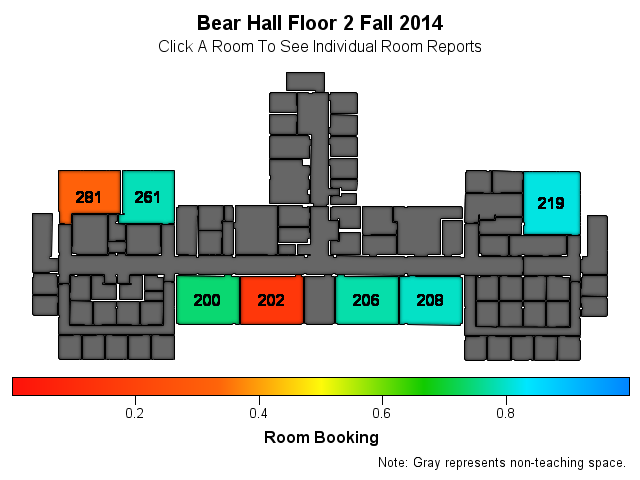 Bear Hall Floor 2 Fall 2014
Click A Room To See Individual Room Reports
281 261
219
200 202 206 208
0.2 0.4 0.6 0.8
Room Booking
Note: Gray represents non-teaching space.